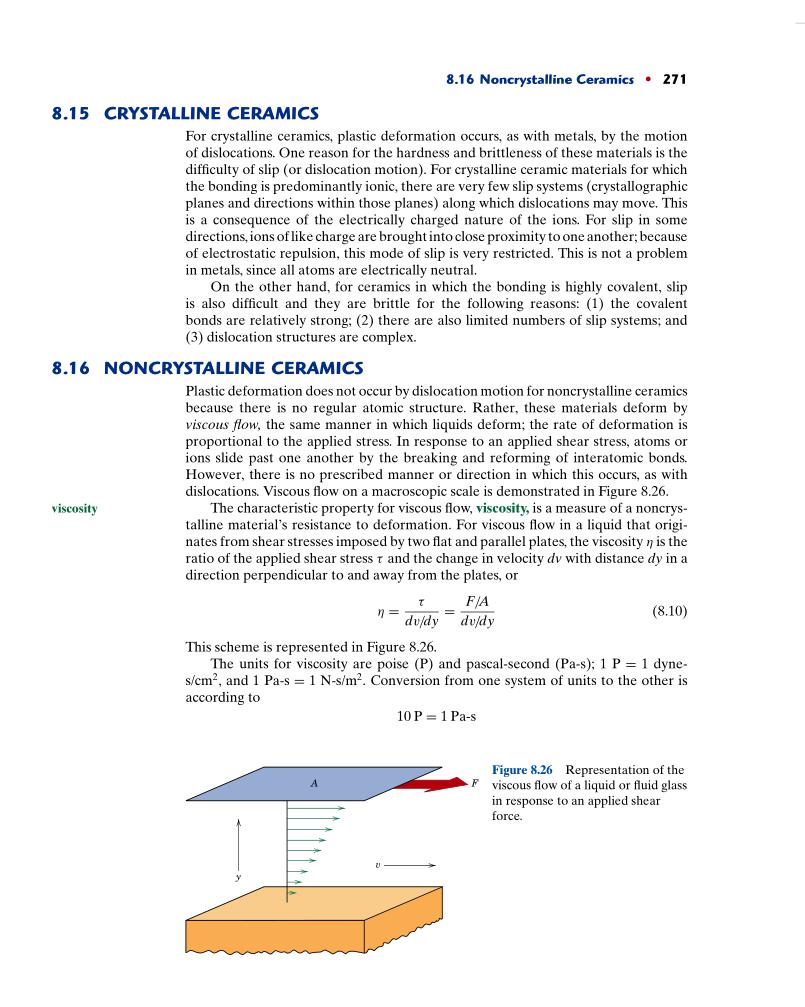 8.16 Noncrystalline Ceramics • 271
8.15 CRYSTALLINE CERAMICS
For crystalline ceramics, plastic deformation occurs, as with metals, by the motion
of dislocations. One reason for the hardness and brittleness of these materials is the
difficulty of slip (or dislocation motion). For crystalline ceramic materials for which
the bonding is predominantly ionic, there are very few slip systems (crystallographic
planes and directions within those planes) along which dislocations may move. This
is a consequence of the electrically charged nature of the ions. For slip in some
directions, ions of like charge are brought into close proximity to one another; because
of electrostatic repulsion, this mode of slip is very restricted. This is not a problem
in metals, since all atoms are electrically neutral.
On the other hand, for ceramics in which the bonding is highly covalent, slip
is also difficult and they are brittle for the following reasons: (1) the covalent
bonds are relatively strong; (2) there are also limited numbers of slip systems; and
(3) dislocation structures are complex.
8.16 NONCRYSTALLINE CERAMICS
Plastic deformation does not occur by dislocation motion for noncrystalline ceramics
because there is no regular atomic structure. Rather, these materials deform by
viscous flow, the same manner in which liquids deform; the rate of deformation is
proportional to the applied stress. In response to an applied shear stress, atoms or
ions slide past one another by the breaking and reforming of interatomic bonds.
However, there is no prescribed manner or direction in which this occurs, as with
dislocations. Viscous flow on a macroscopic scale is demonstrated in Figure 8.26.
viscosity
The characteristic property for viscous flow, viscosity, is a measure of a noncrys-
talline material's resistance to deformation. For viscous flow in a liquid that origi-
nates from shear stresses imposed by two flat and parallel plates, the viscosity η is the
ratio of the applied shear stress τ and the change in velocity dv with distance dy in a
direction perpendicular to and away from the plates, or
η = τ / dv/dy = F/A / dv/dy (8.10)
This scheme is represented in Figure 8.26.
The units for viscosity are poise (P) and pascal-second (Pa-s); 1 P = 1 dyne-
s/cm², and 1 Pa-s = 1 N-s/m². Conversion from one system of units to the other is
according to
10 P = 1 Pa-s
A
F
y
v
Figure 8.26 Representation of the
viscous flow of a liquid or fluid glass
in response to an applied shear
force.